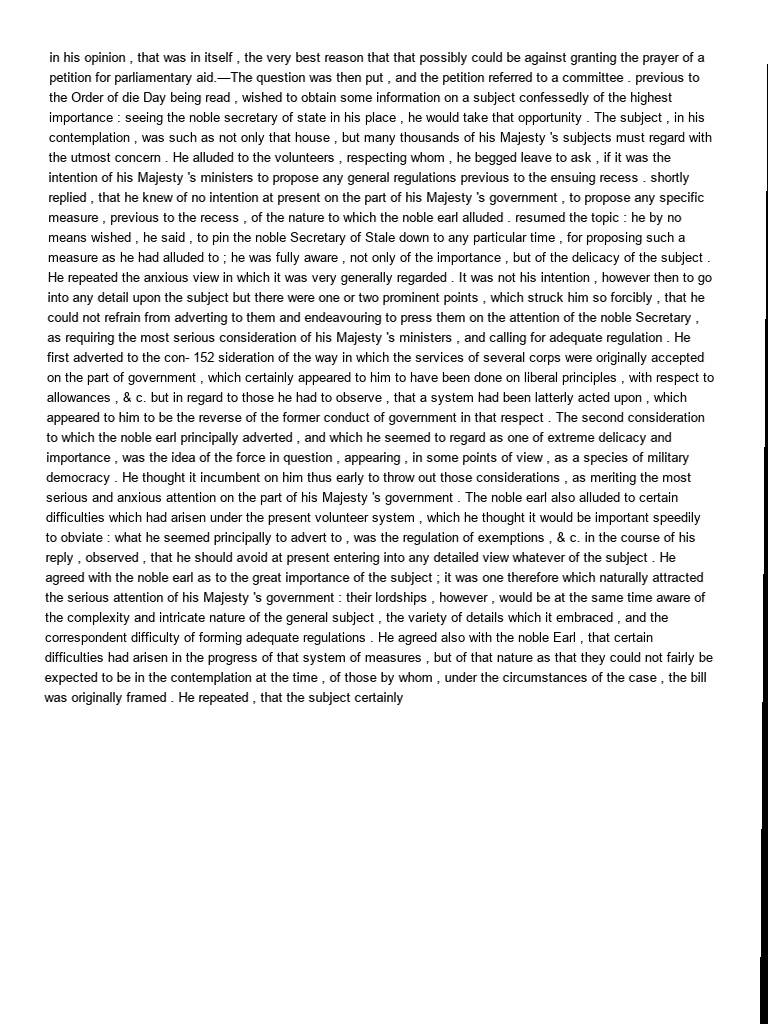 in his opinion , that was in itself , the very best reason that that possibly could be against granting the prayer of a
petition for parliamentary aid.—The question was then put , and the petition referred to a committee . previous to
the Order of die Day being read , wished to obtain some information on a subject confessedly of the highest
importance : seeing the noble secretary of state in his place , he would take that opportunity . The subject , in his
contemplation , was such as not only that house , but many thousands of his Majesty 's subjects must regard with
the utmost concern . He alluded to the volunteers , respecting whom , he begged leave to ask , if it was the
intention of his Majesty 's ministers to propose any general regulations previous to the ensuing recess . shortly
replied , that he knew of no intention at present on the part of his Majesty 's government , to propose any specific
measure , previous to the recess , of the nature to which the noble earl alluded . resumed the topic : he by no
means wished , he said , to pin the noble Secretary of Stale down to any particular time , for proposing such a
measure as he had alluded to ; he was fully aware , not only of the importance , but of the delicacy of the subject .
He repeated the anxious view in which it was very generally regarded . It was not his intention , however then to go
into any detail upon the subject but there were one or two prominent points , which struck him so forcibly , that he
could not refrain from adverting to them and endeavouring to press them on the attention of the noble Secretary ,
as requiring the most serious consideration of his Majesty 's ministers , and calling for adequate regulation . He
first adverted to the con- 152 sideration of the way in which the services of several corps were originally accepted
on the part of government , which certainly appeared to him to have been done on liberal principles , with respect to
allowances , & c. but in regard to those he had to observe , that a system had been latterly acted upon , which
appeared to him to be the reverse of the former conduct of government in that respect . The second consideration
to which the noble earl principally adverted , and which he seemed to regard as one of extreme delicacy and
importance , was the idea of the force in question , appearing , in some points of view , as a species of military
democracy . He thought it incumbent on him thus early to throw out those considerations , as meriting the most
serious and anxious attention on the part of his Majesty 's government . The noble earl also alluded to certain
difficulties which had arisen under the present volunteer system , which he thought it would be important speedily
to obviate : what he seemed principally to advert to , was the regulation of exemptions , & c. in the course of his
reply , observed , that he should avoid at present entering into any detailed view whatever of the subject . He
agreed with the noble earl as to the great importance of the subject ; it was one therefore which naturally attracted
the serious attention of his Majesty 's government : their lordships , however , would be at the same time aware of
the complexity and intricate nature of the general subject , the variety of details which it embraced , and the
correspondent difficulty of forming adequate regulations . He agreed also with the noble Earl , that certain
difficulties had arisen in the progress of that system of measures , but of that nature as that they could not fairly be
expected to be in the contemplation at the time , of those by whom , under the circumstances of the case , the bill
was originally framed . He repeated , that the subject certainly